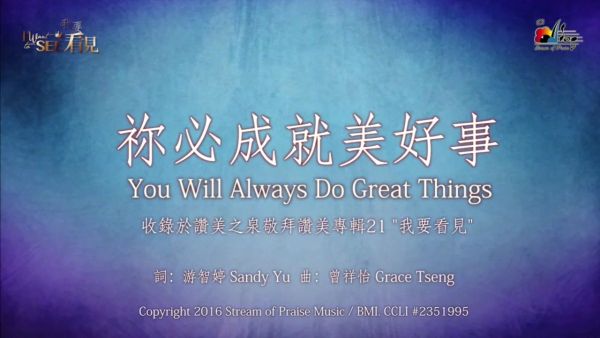 我要看見
I Want to SEE
Stream of Praise
祢必成就美好事
You Will Always Do Great Things
收錄於讚美之泉敬拜讚美專輯21 "我要看見"
詞: 游智婷 Sandy Yu 曲: 曾祥怡 Grace Tseng
Copyright 2016 Stream of Praise Music / BMI. CCLI #2351995